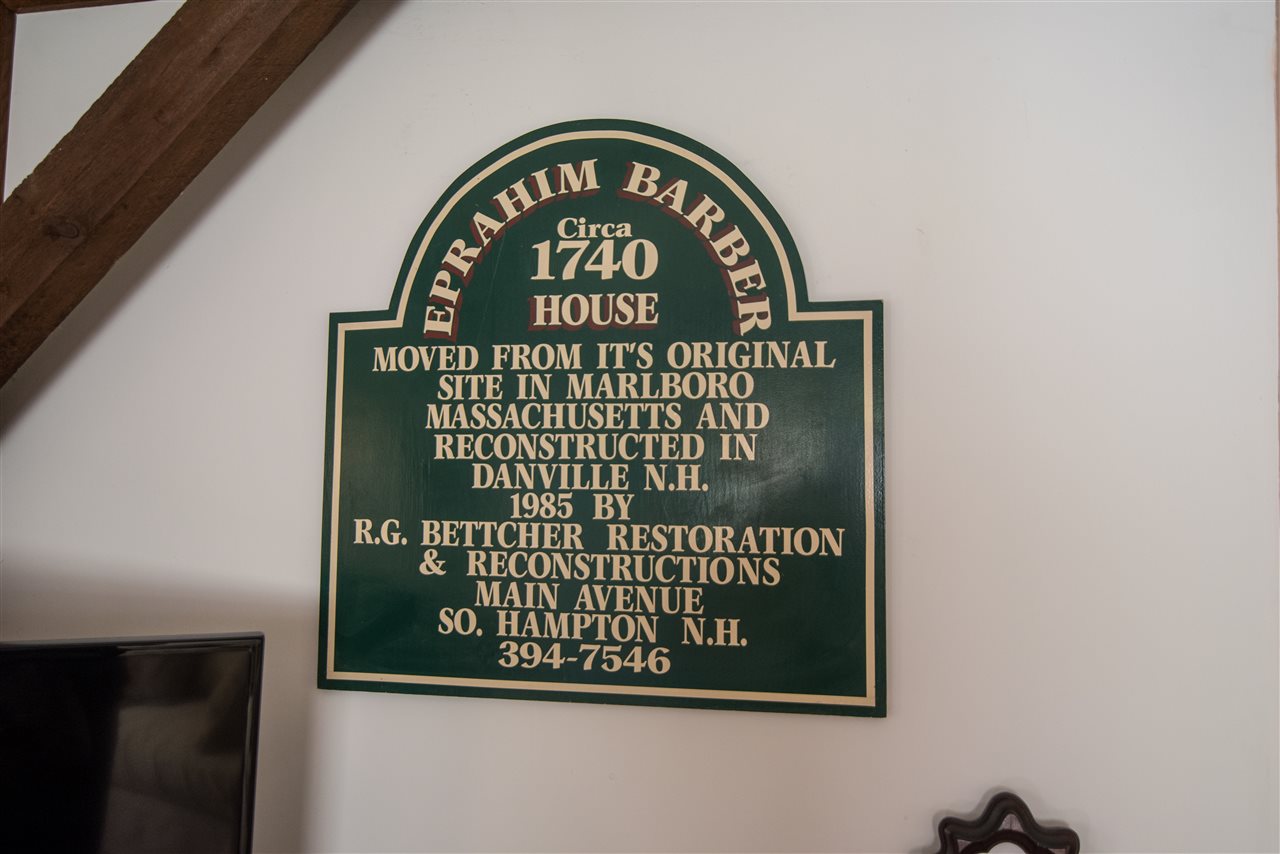 EPRAHIM BARBER
Circa
1740
HOUSE
MOVED FROM IT'S ORIGINAL
SITE IN MARLBORO
MASSACHUSETTS AND
RECONSTRUCTED IN
DANVILLE N.H.
1985 BY
R.G. BETTCHER RESTORATION
& RECONSTRUCTIONS
MAIN AVENUE
SO. HAMPTON N.H.
394-7546